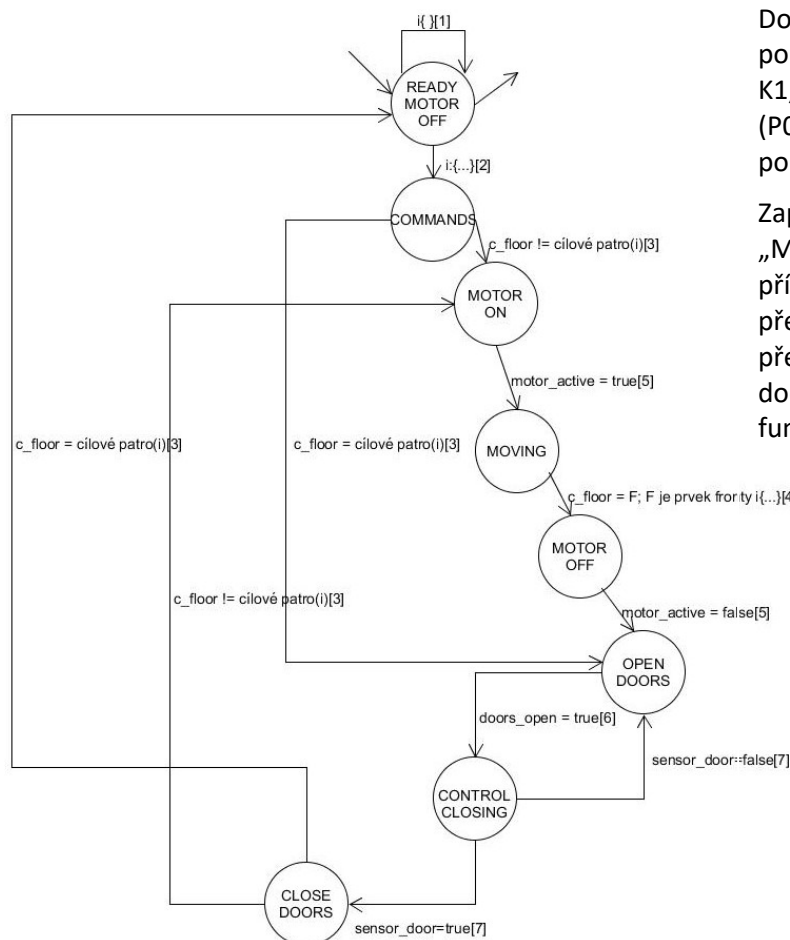 i{ }[1]
READY
MOTOR
OFF
i:{...}[2]
COMMANDS
c_floor != cílové patro(i)[3]
MOTOR
ON
motor_active = true[5]
c_floor = cílové patro(i)[3]
c_floor = cílové patro(i)[3]
MOVING
c_floor = F; F je prvek fronty i{...}[4
MOTOR
OFF
c_floor != cílové patro(i)[3]
motor_active = false[5]
OPEN
DOORS
doors_open = true[6]
sensor_door=false[7]
CONTROL
CLOSING
CLOSE
DOORS
sensor_door=true[7]
Do
po
K1,
(P0
po
Zap
„M
pří
pře
pře
do
fun